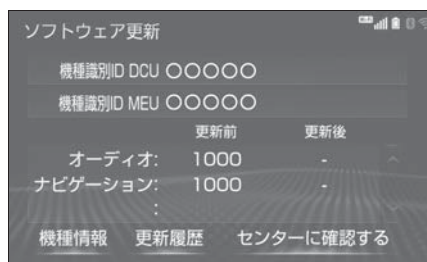 ソフトウェア更新
機種識別ID DCU ○○○○○
機種識別ID MEU ○○○○○
更新前 更新後
オーディオ: 1000 -
ナビゲーション: 1000 -
:
機種情報 更新履歴 センターに確認する